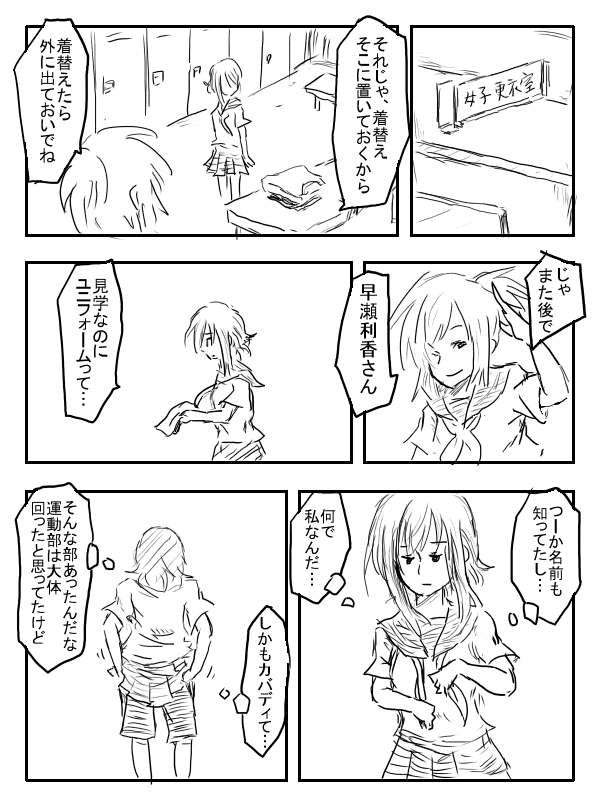 女子更衣室
それじゃ、着替え
そこに置いておくから
着替えたら
外に出ておいでね
じゃ
また後で
早瀬利香さん
見学なのに
ユニフォームって…
つーか名前も
知ってたし…
何で
私なんだ…
しかもカバディて…
そんな部あったんだな
運動部は大体
回ったと思ってたけど